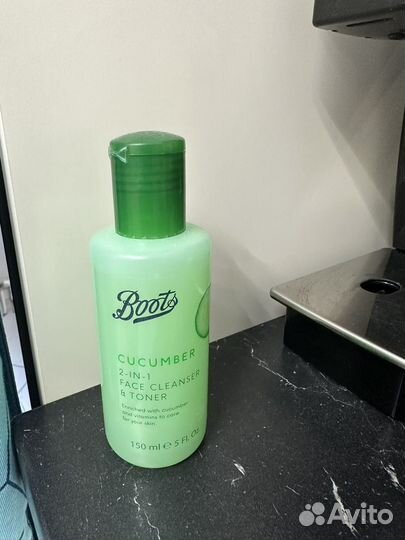 Boots
CUCUMBER
2-IN-1
FACE CLEANSER
& TONER
Enriched with cucumber
and vitamins to care
for your skin.
150 ml ℮ 5 Fl. Oz.
Avito